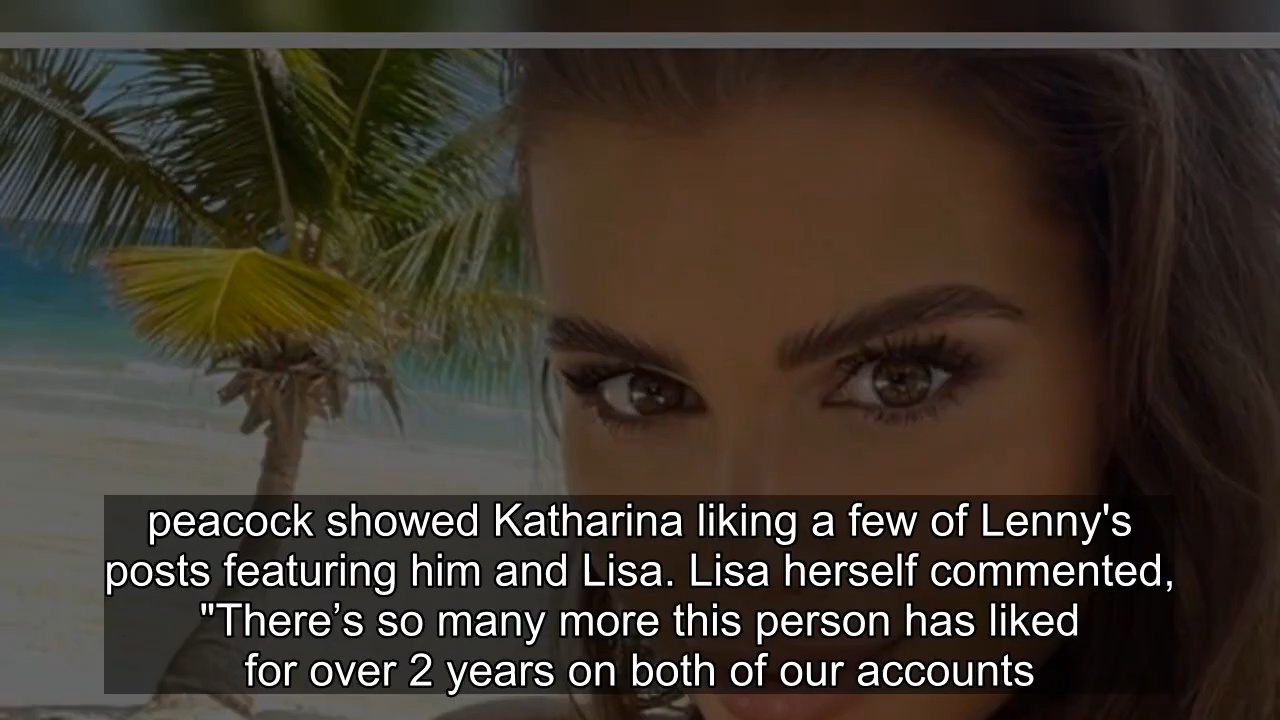 peacock showed Katharina liking a few of Lenny's
posts featuring him and Lisa. Lisa herself commented,
"There’s so many more this person has liked
for over 2 years on both of our accounts